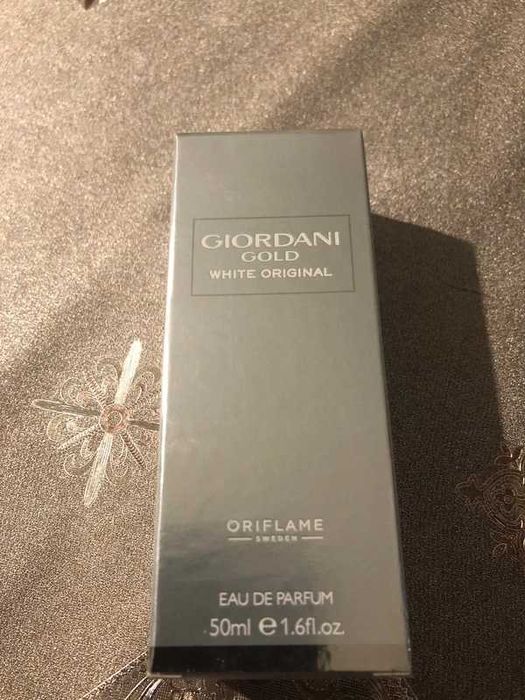 GIORDANI
GOLD
WHITE ORIGINAL
ORIFLAME
SWEDEN
EAU DE PARFUM
50ml ℮ 1.6fl.oz.